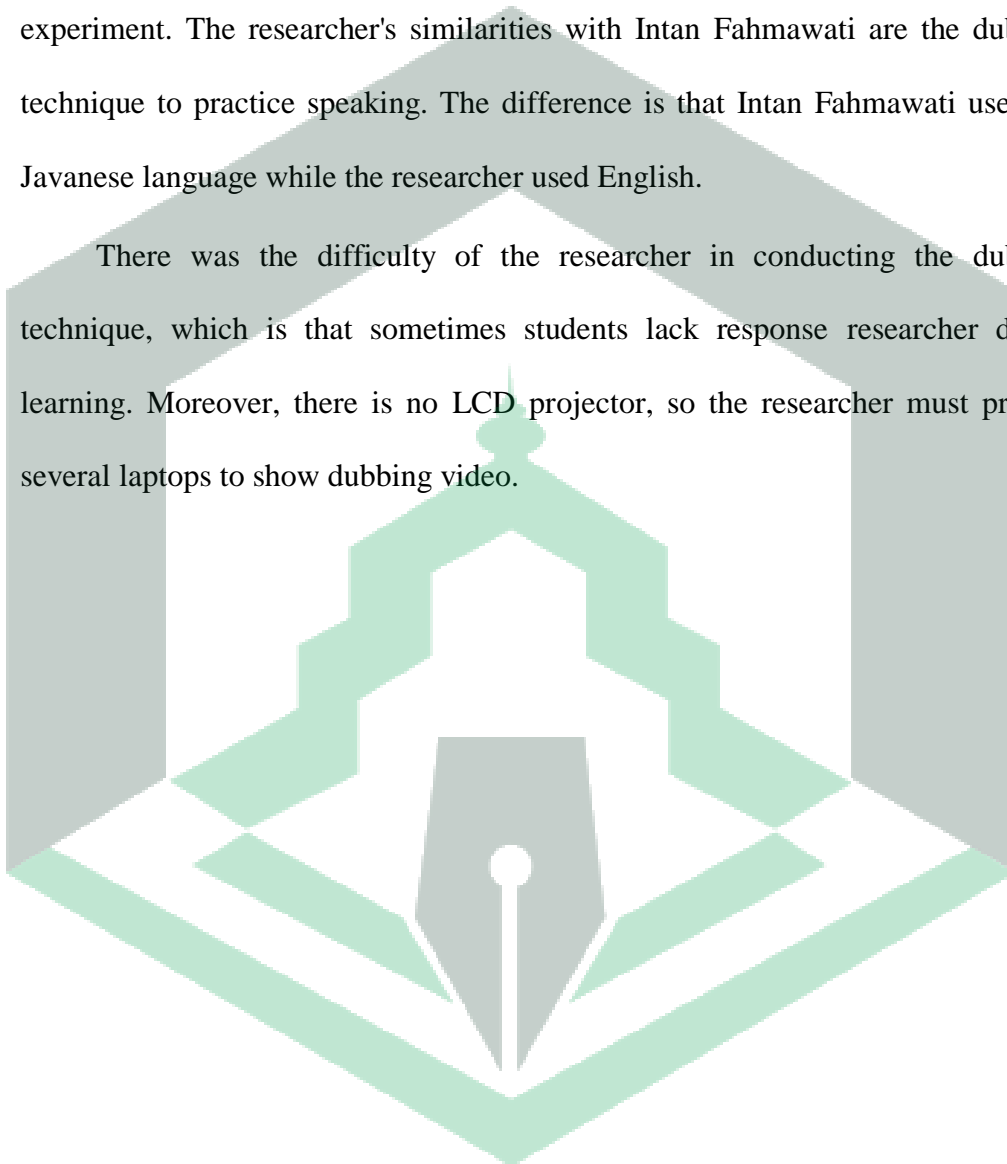 experiment. The researcher's similarities with Intan Fahmawati are the dub
technique to practice speaking. The difference is that Intan Fahmawati use
Javanese language while the researcher used English.
There was the difficulty of the researcher in conducting the dub
technique, which is that sometimes students lack response researcher d
learning. Moreover, there is no LCD projector, so the researcher must pr
several laptops to show dubbing video.